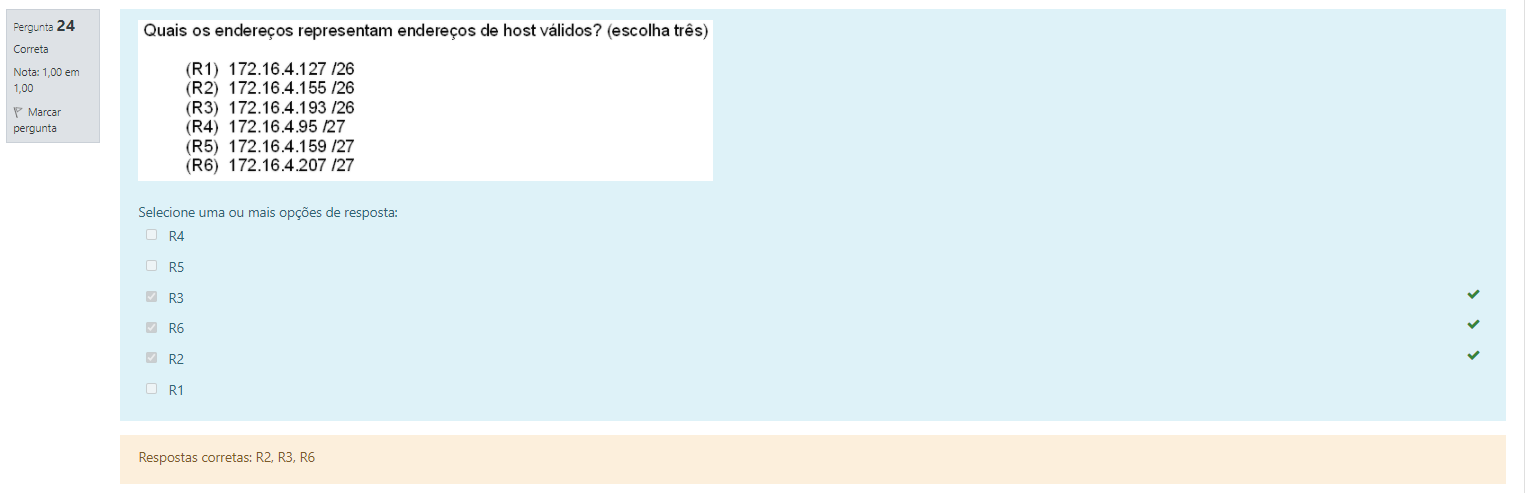 Pergunta 24
Correta
Nota: 1,00 em
1,00
Marcar
pergunta
Quais os endereços representam endereços de host válidos? (escolha três)
(R1) 172.16.4.127 /26
(R2) 172.16.4.155 /26
(R3) 172.16.4.193 /26
(R4) 172.16.4.95 /27
(R5) 172.16.4.159 /27
(R6) 172.16.4.207 /27
Selecione uma ou mais opções de resposta:
R4
R5
R3
R6
R2
R1
Respostas corretas: R2, R3, R6